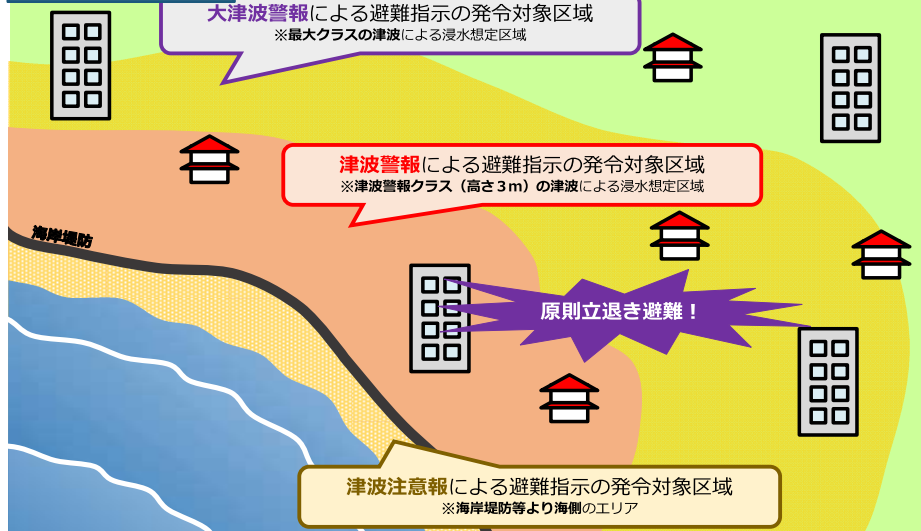 大津波警報による避難指示の発令対象区域
※最大クラスの津波による浸水想定区域
津波警報による避難指示の発令対象区域
※津波警報クラス（高さ３ｍ）の津波による浸水想定区域
海岸堤防
原則立退き避難！
津波注意報による避難指示の発令対象区域
※海岸堤防等より海側のエリア